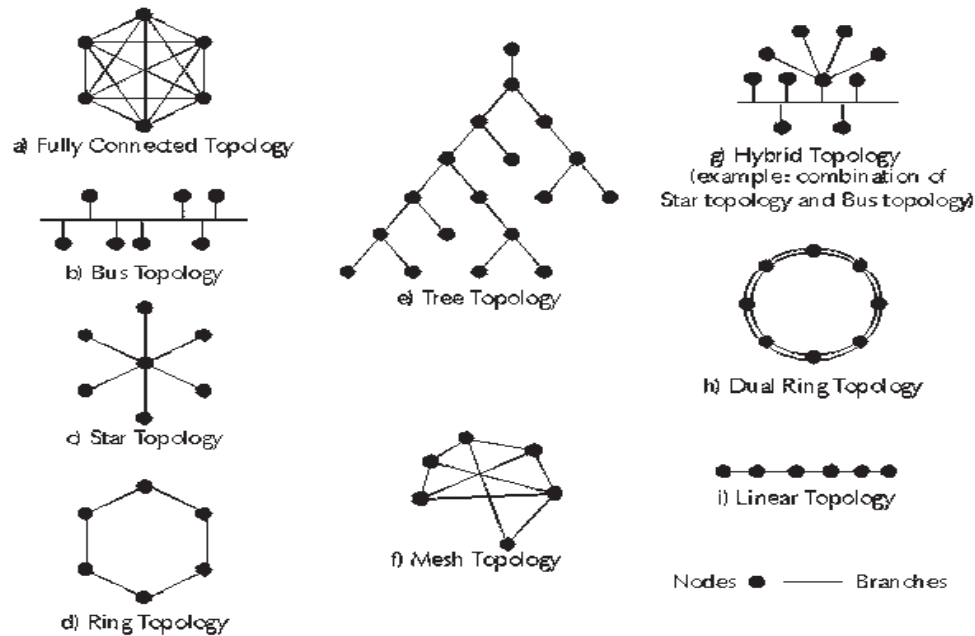 a) Fully Connected Topology
b) Bus Topology
c) Star Topology
d) Ring Topology
e) Tree Topology
f) Mesh Topology
g) Hybrid Topology
(example: combination of
Star topology and Bus topology)
h) Dual Ring Topology
i) Linear Topology
Nodes Branches